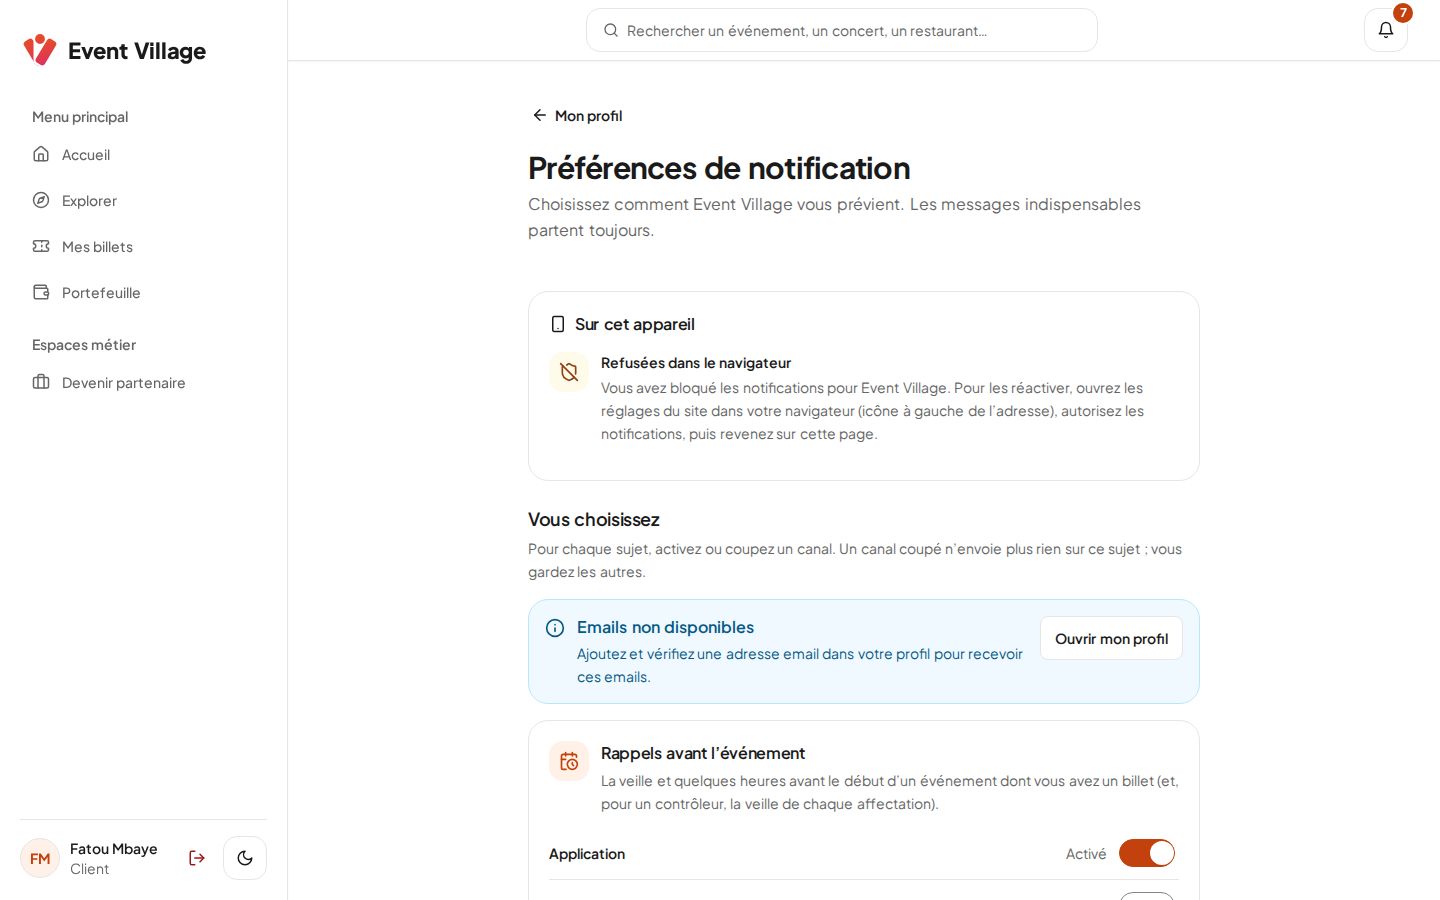 Event Village
Rechercher un événement, un concert, un restaurant…
7
Menu principal
Accueil
Explorer
Mes billets
Portefeuille
Espaces métier
Devenir partenaire
FM
Fatou Mbaye
Client
Mon profil
Préférences de notification
Choisissez comment Event Village vous prévient. Les messages indispensables
partent toujours.
Sur cet appareil
Refusées dans le navigateur
Vous avez bloqué les notifications pour Event Village. Pour les réactiver, ouvrez les
réglages du site dans votre navigateur (icône à gauche de l’adresse), autorisez les
notifications, puis revenez sur cette page.
Vous choisissez
Pour chaque sujet, activez ou coupez un canal. Un canal coupé n’envoie plus rien sur ce sujet ; vous
gardez les autres.
Emails non disponibles
Ajoutez et vérifiez une adresse email dans votre profil pour recevoir
ces emails.
Ouvrir mon profil
Rappels avant l’événement
La veille et quelques heures avant le début d’un événement dont vous avez un billet (et,
pour un contrôleur, la veille de chaque affectation).
Application
Activé